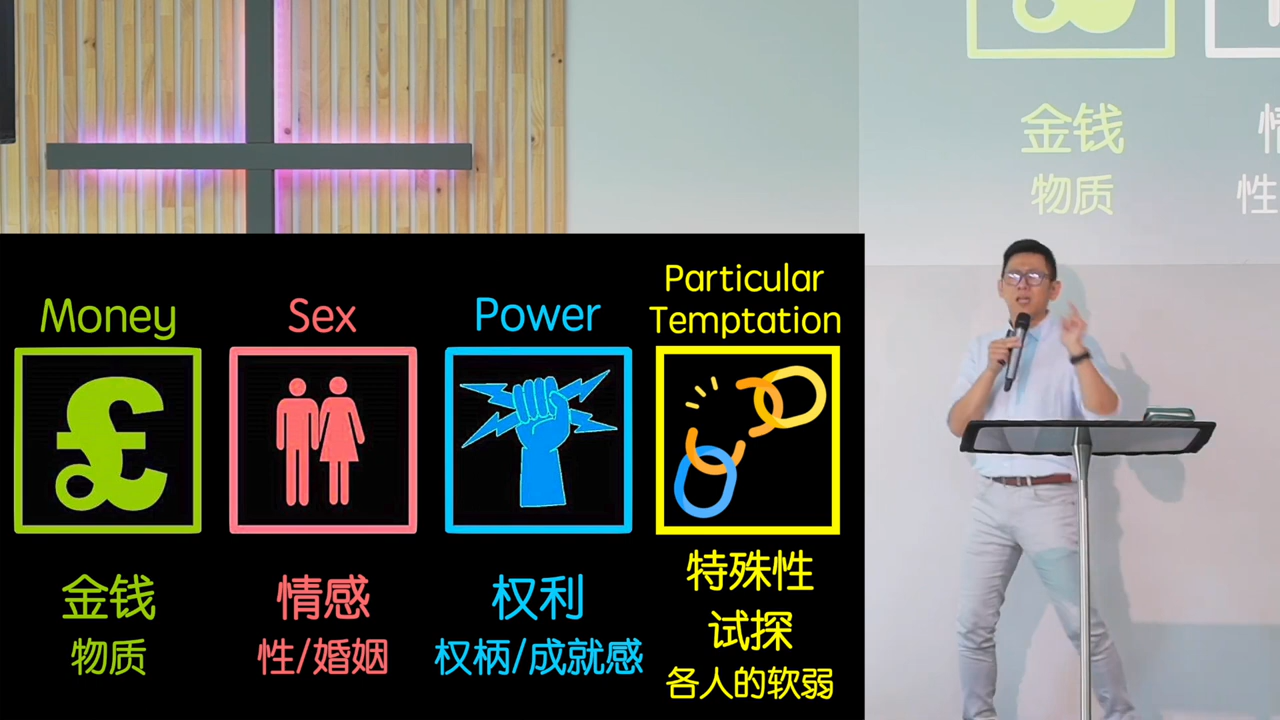 金钱
物质
性
Money
金钱
物质
Sex
情感
性/婚姻
Power
权利
权柄/成就感
Particular
Temptation
特殊性
试探
各人的软弱